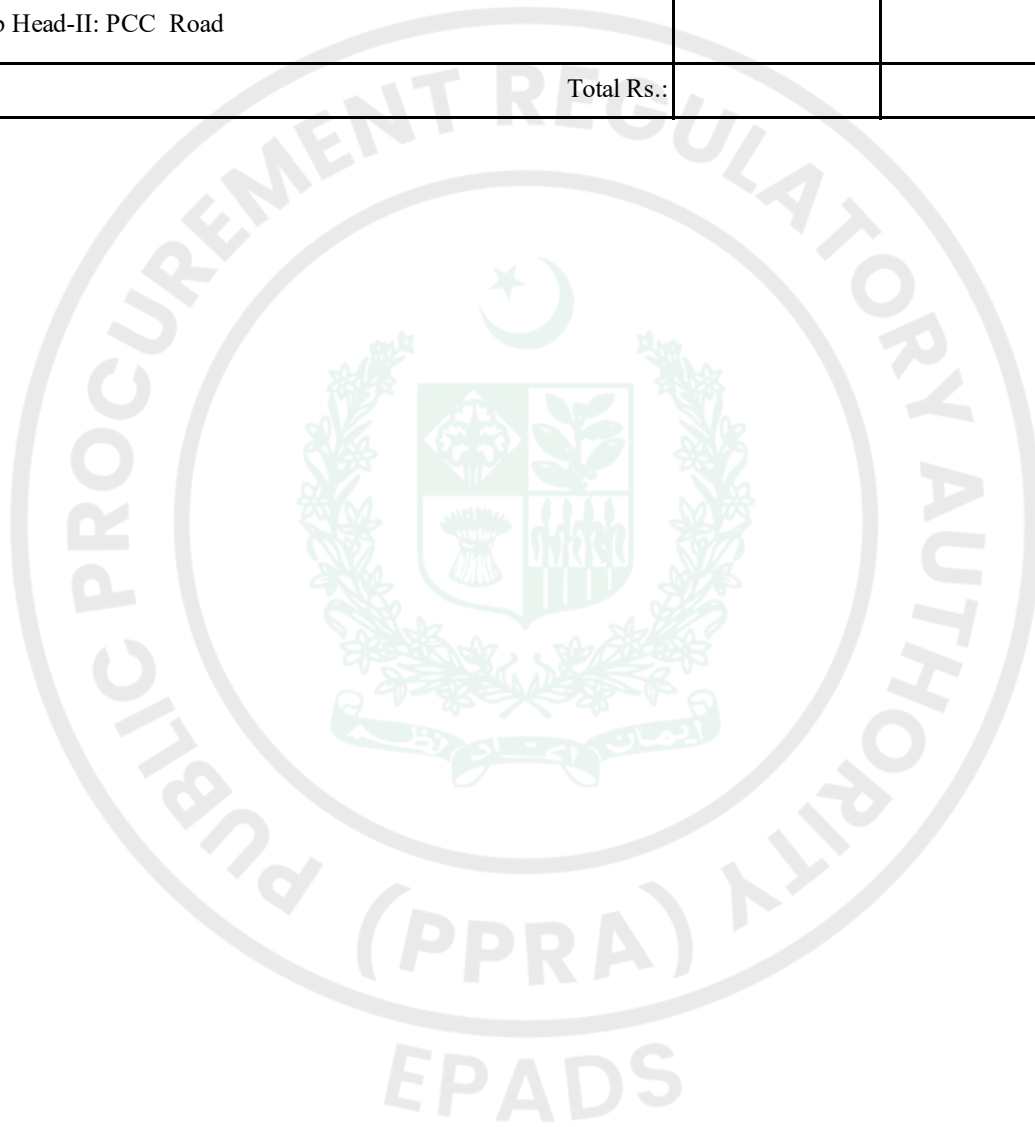 Head-II: PCC Road
Total Rs.:
PUBLIC PROCUREMENT REGULATORY AUTHORITY
(PPRA)
EPADS